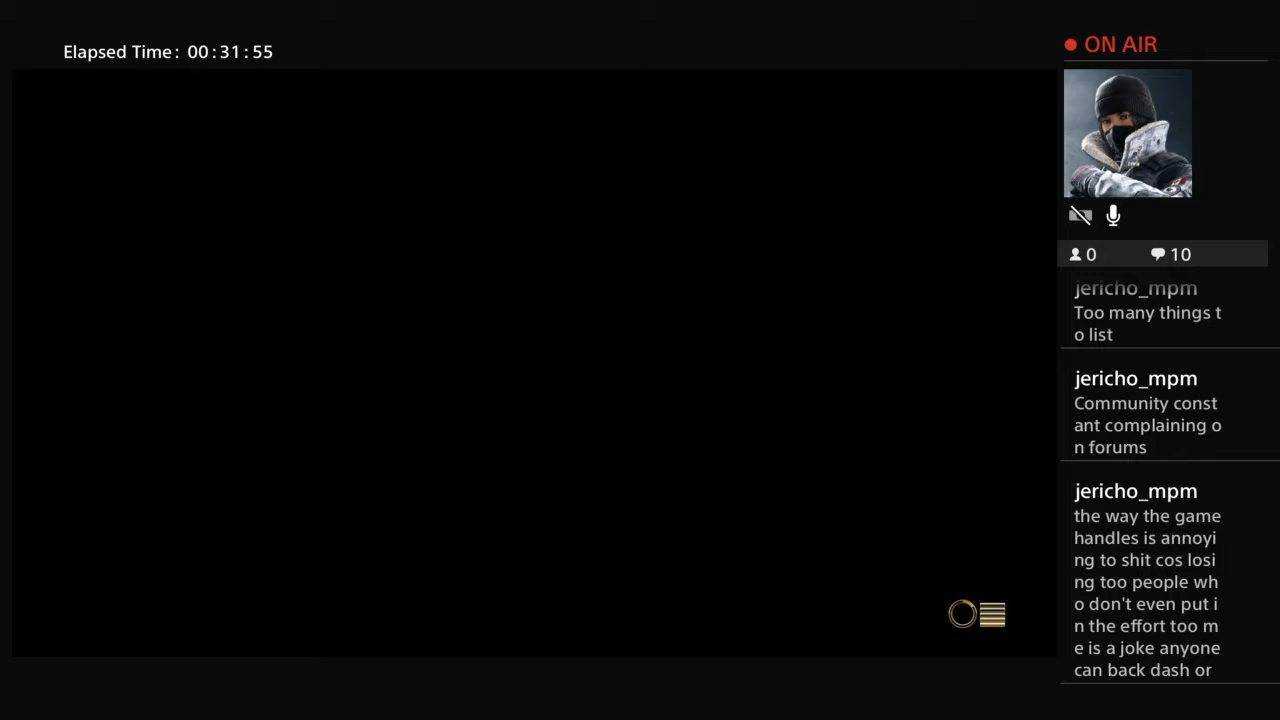 Elapsed Time: 00:31:55
ON AIR
0 10
jericho_mpm
Too many things t
o list
jericho_mpm
Community const
ant complaining o
n forums
jericho_mpm
the way the game
handles is annoyi
ng to shit cos losi
ng too people wh
o don't even put i
n the effort too m
e is a joke anyone
can back dash or